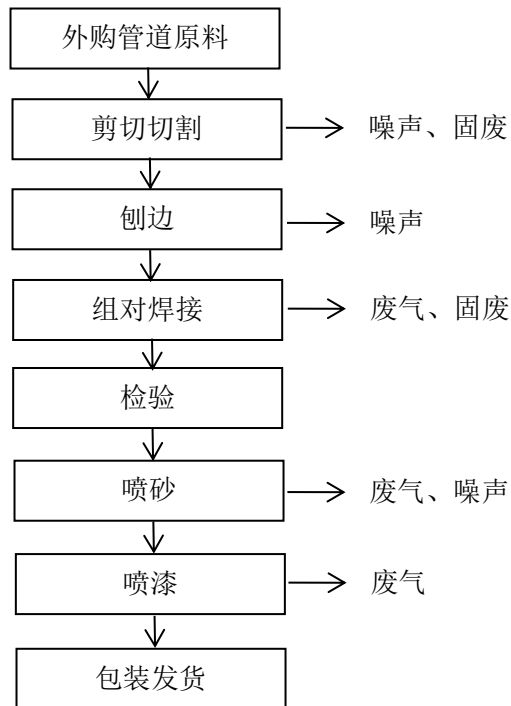 外购管道原料
剪切切割
噪声、固废
刨边
噪声
组对焊接
废气、固废
检验
喷砂
废气、噪声
喷漆
废气
包装发货